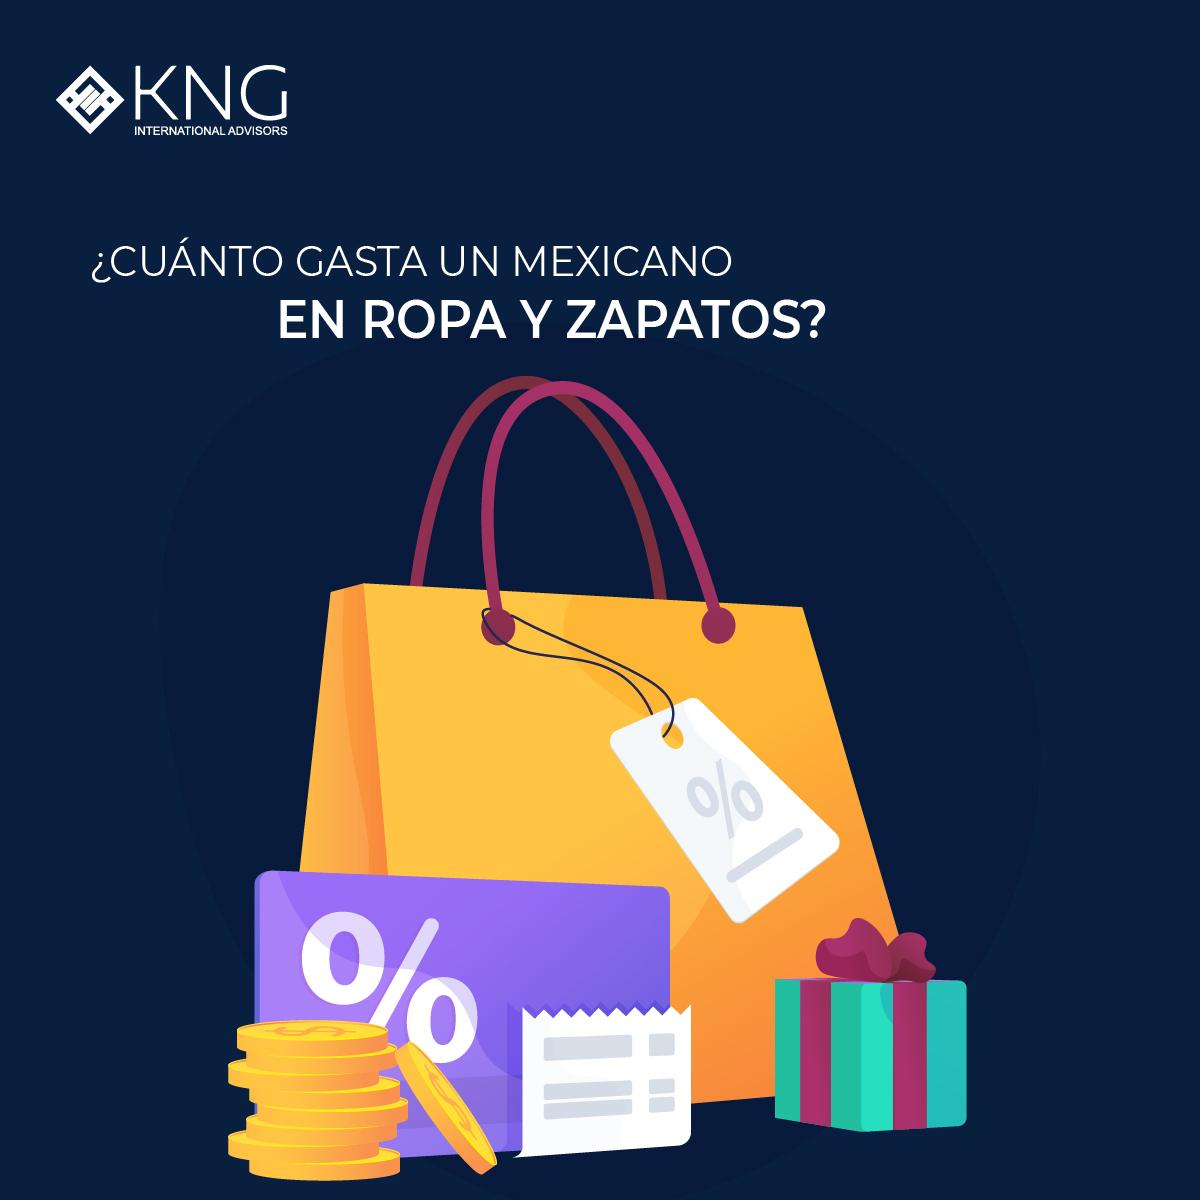 KNG
INTERNATIONAL ADVISORS
¿CUÁNTO GASTA UN MEXICANO
EN ROPA Y ZAPATOS?
%
%
$
$